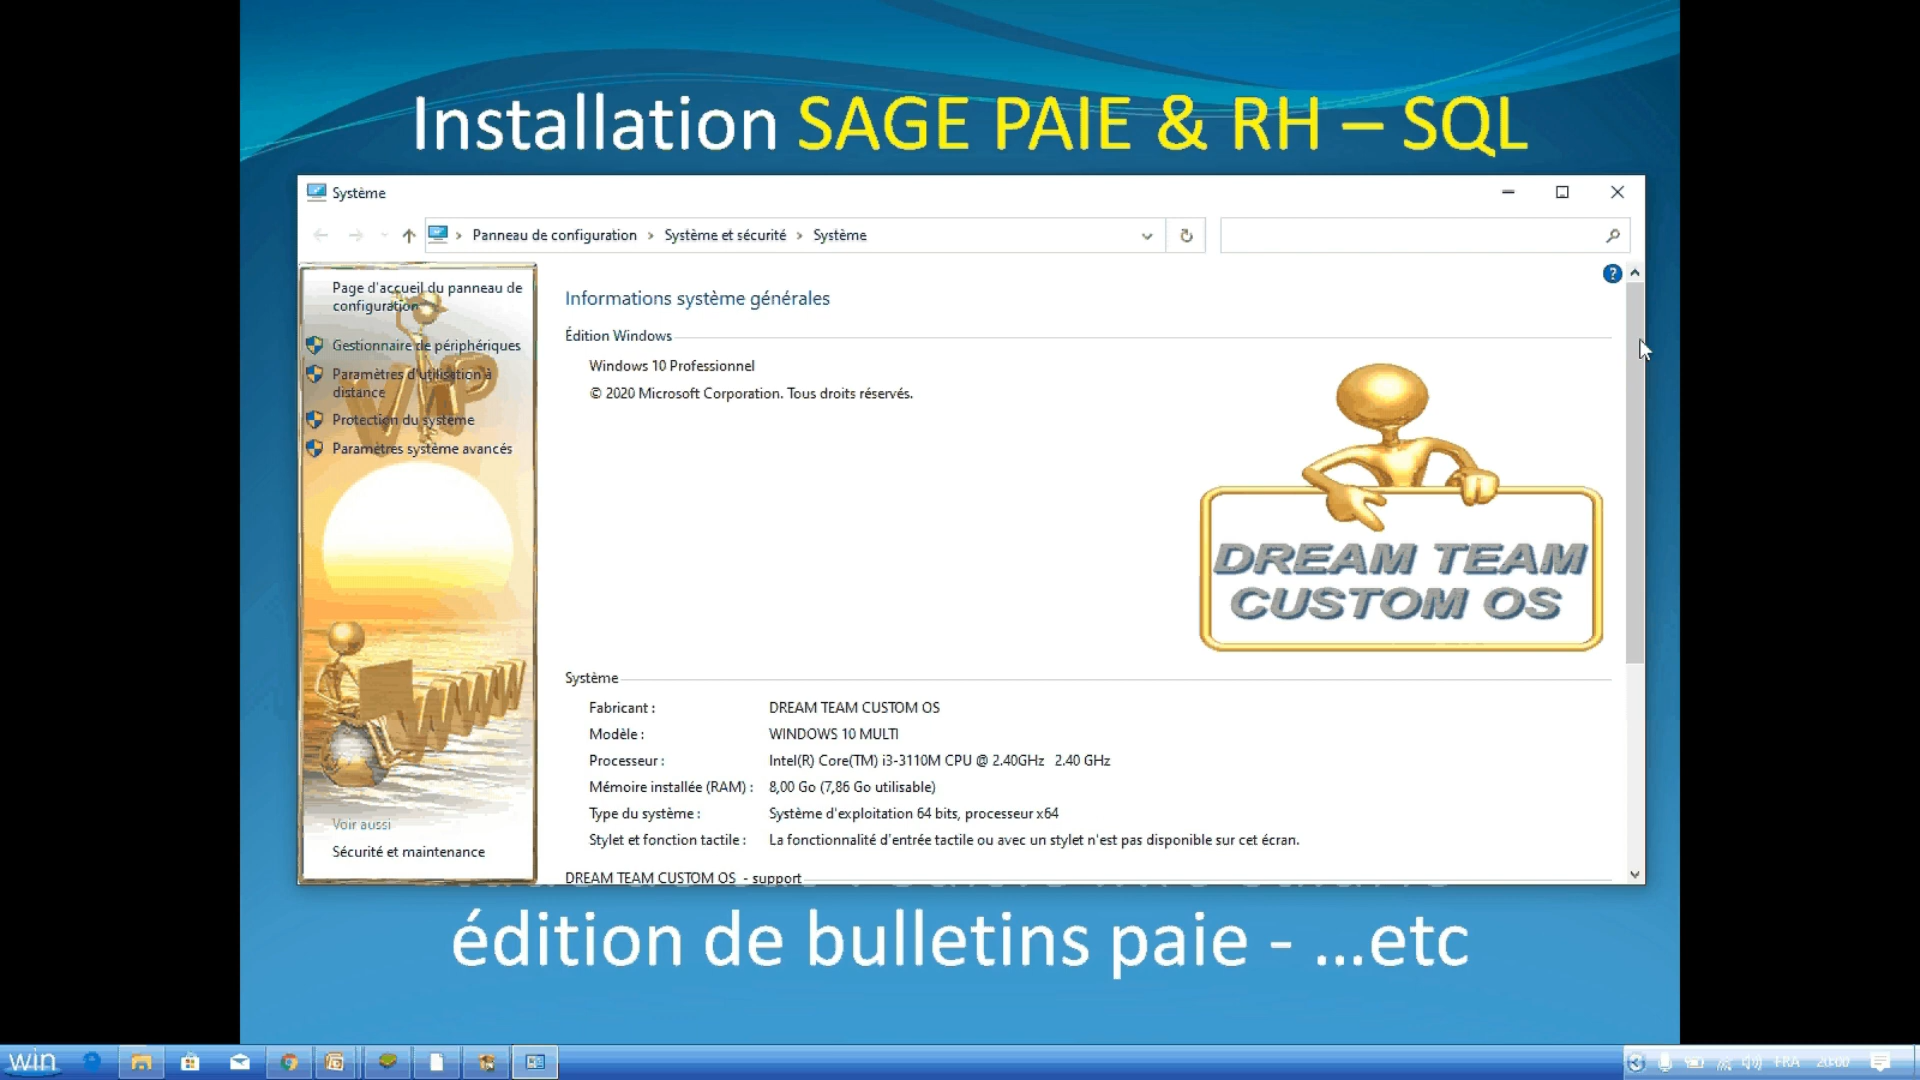 Installation SAGE PAIE & RH – SQL
Système
Panneau de configuration > Système et sécurité > Système
Page d'accueil du panneau de
configuration
Gestionnaire de périphériques
Paramètres d'utilisation à
distance
Protection du système
Paramètres système avancés
Voir aussi
Sécurité et maintenance
VIP
WWW
Informations système générales
Édition Windows
Windows 10 Professionnel
© 2020 Microsoft Corporation. Tous droits réservés.
DREAM TEAM
CUSTOM OS
Système
Fabricant : DREAM TEAM CUSTOM OS
Modèle : WINDOWS 10 MULTI
Processeur : Intel(R) Core(TM) i3-3110M CPU @ 2.40GHz 2.40 GHz
Mémoire installée (RAM) : 8,00 Go (7,86 Go utilisable)
Type du système : Système d'exploitation 64 bits, processeur x64
Stylet et fonction tactile : La fonctionnalité d'entrée tactile ou avec un stylet n'est pas disponible sur cet écran.
DREAM TEAM CUSTOM OS - support
édition de bulletins paie - ...etc
win
FRA 20:00